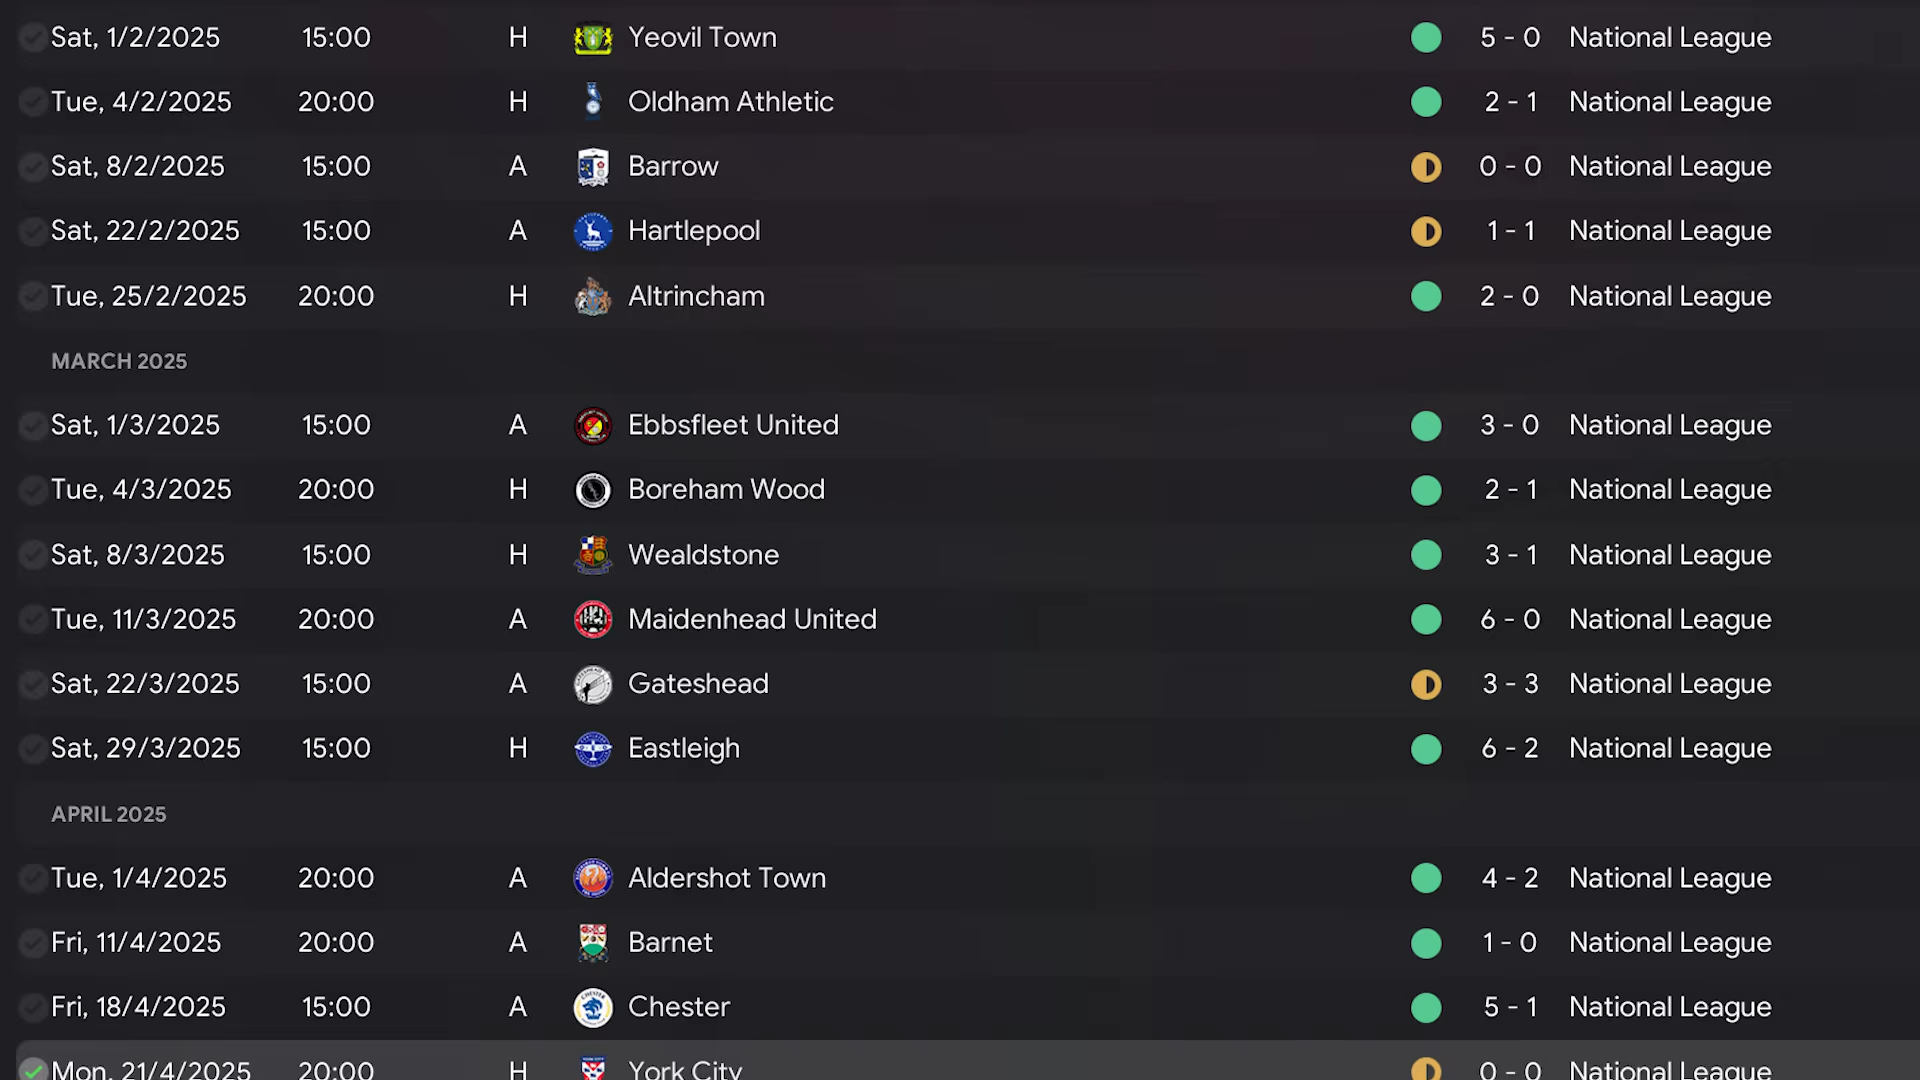 Sat, 1/2/2025 15:00 H Yeovil Town 5 - 0 National League
Tue, 4/2/2025 20:00 H Oldham Athletic 2 - 1 National League
Sat, 8/2/2025 15:00 A Barrow 0 - 0 National League
Sat, 22/2/2025 15:00 A Hartlepool 1 - 1 National League
Tue, 25/2/2025 20:00 H Altrincham 2 - 0 National League
MARCH 2025
Sat, 1/3/2025 15:00 A Ebbsfleet United 3 - 0 National League
Tue, 4/3/2025 20:00 H Boreham Wood 2 - 1 National League
Sat, 8/3/2025 15:00 H Wealdstone 3 - 1 National League
Tue, 11/3/2025 20:00 A Maidenhead United 6 - 0 National League
Sat, 22/3/2025 15:00 A Gateshead 3 - 3 National League
Sat, 29/3/2025 15:00 H Eastleigh 6 - 2 National League
APRIL 2025
Tue, 1/4/2025 20:00 A Aldershot Town 4 - 2 National League
Fri, 11/4/2025 20:00 A Barnet 1 - 0 National League
Fri, 18/4/2025 15:00 A Chester 5 - 1 National League
Mon, 21/4/2025 20:00 H York City 0 - 0 National League